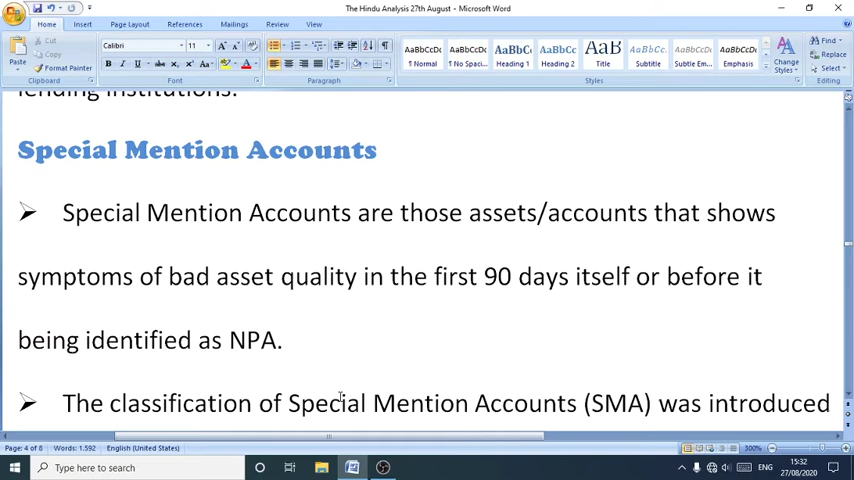 The Hindu Analysis 27th August - Microsoft Word
Home Insert Page Layout References Mailings Review View
Paste
Cut
Copy
Format Painter
Clipboard
Calibri 11
Font
Paragraph
AaBbCcDc AaBbCcDc AaBbC AaBbCc AaB AaBbCc. AaBbCcDc AaBbCcDc
¶ Normal ¶ No Spaci... Heading 1 Heading 2 Title Subtitle Subtle Em... Emphasis
Change
Styles
Styles
Find
Replace
Select
Editing
lending institutions.
Special Mention Accounts
➢ Special Mention Accounts are those assets/accounts that shows
symptoms of bad asset quality in the first 90 days itself or before it
being identified as NPA.
➢ The classification of Special Mention Accounts (SMA) was introduced
Page: 4 of 8 Words: 1,592 English (United States) 300%
Type here to search
ENG
15:32
27/08/2020